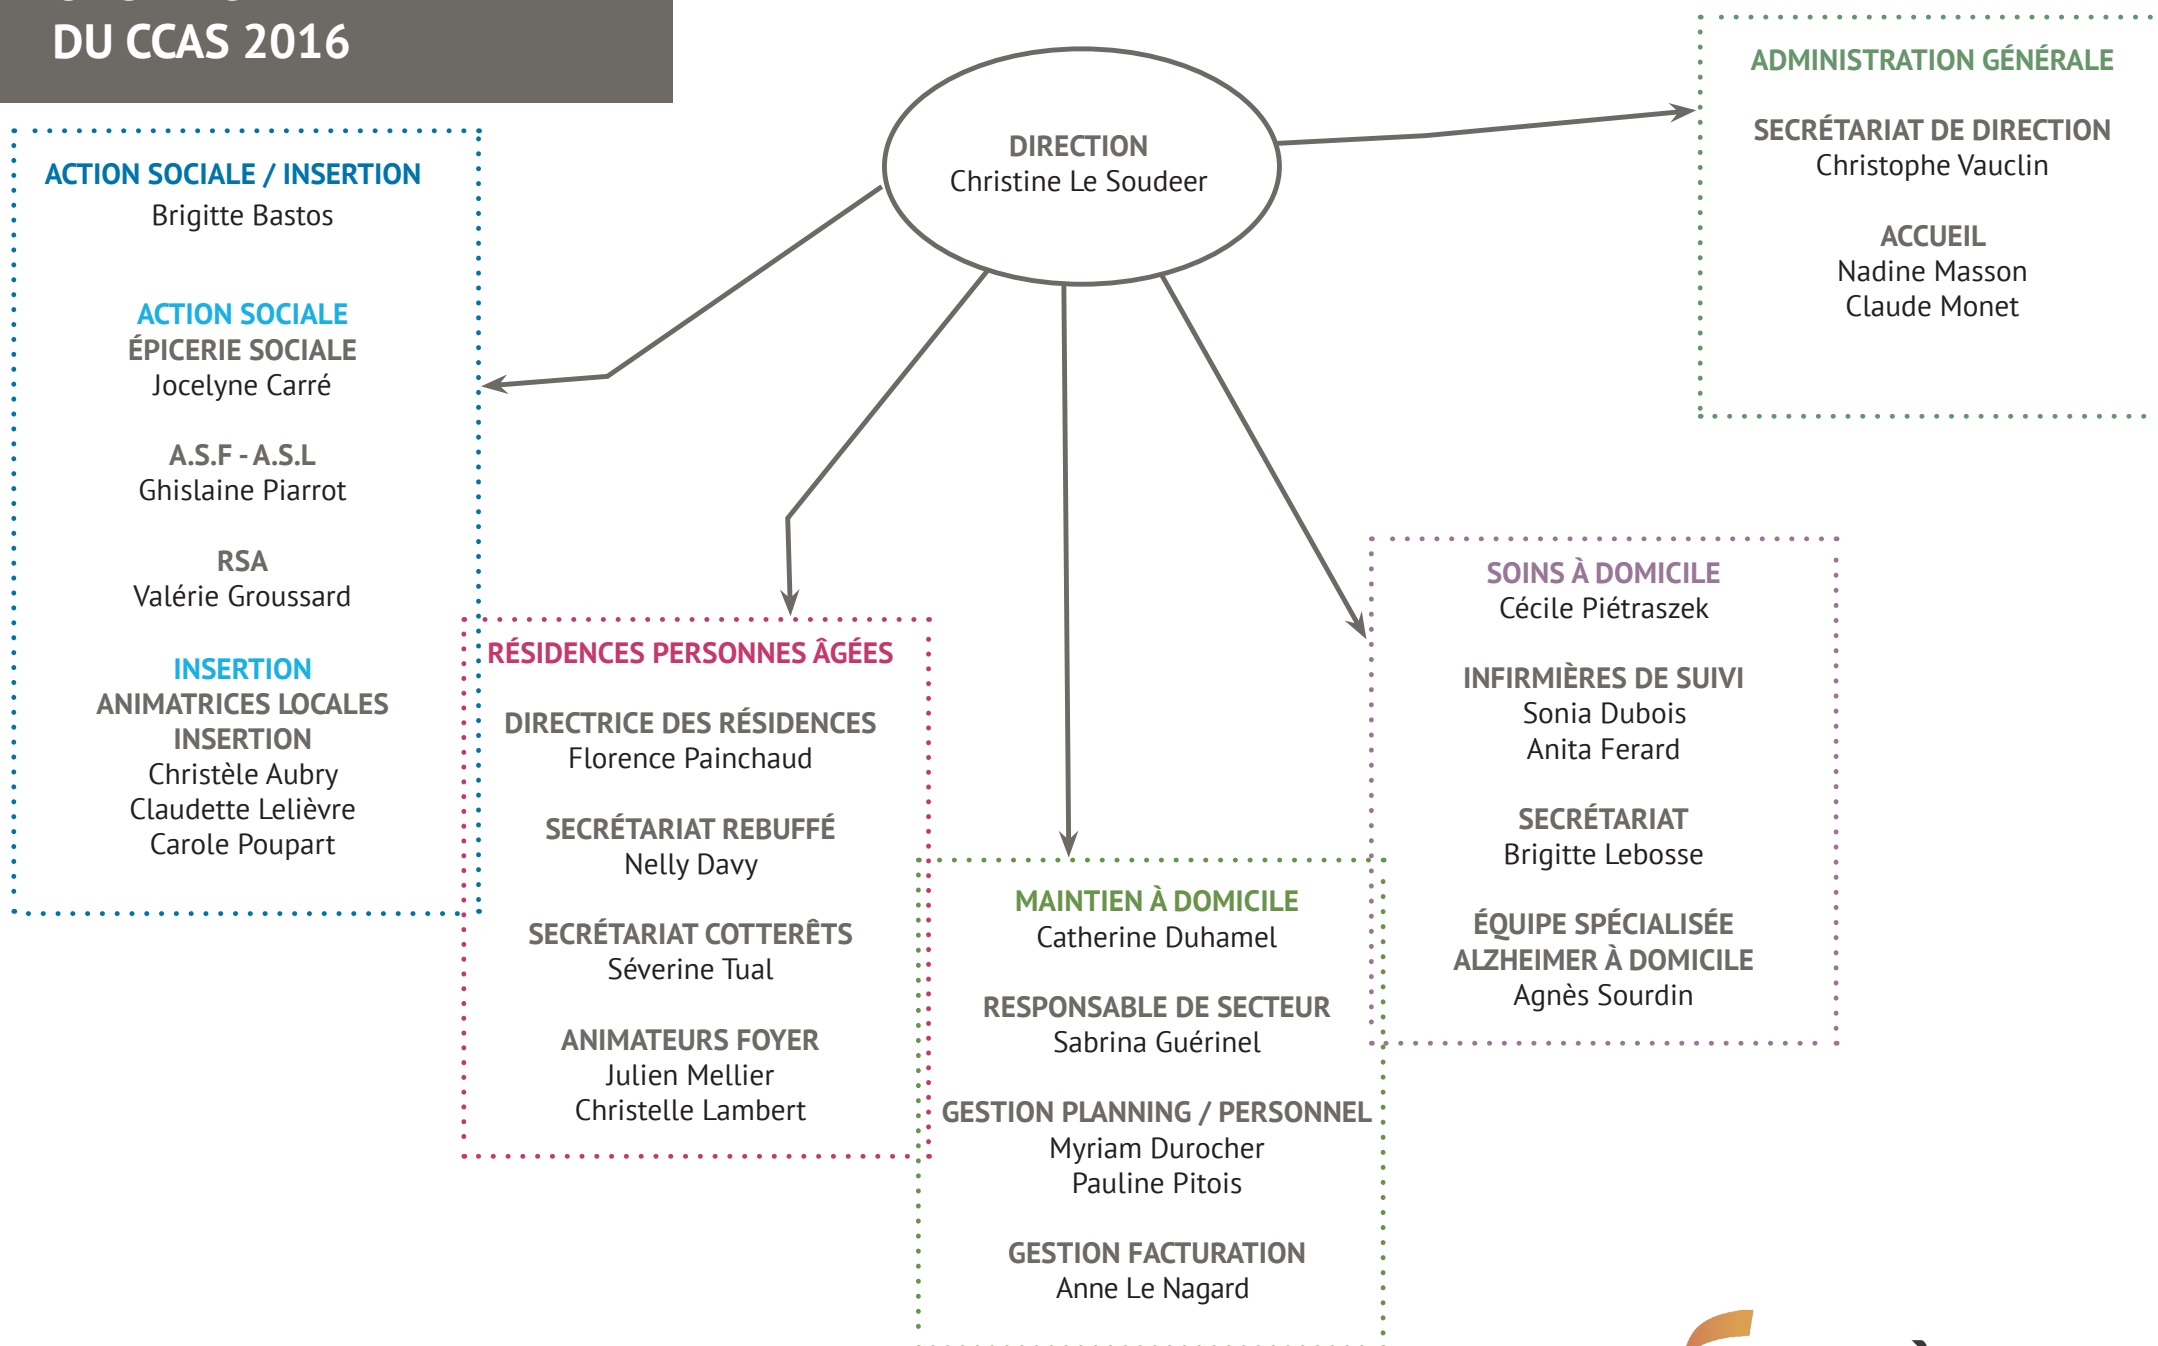 DU CCAS 2016
DIRECTION
Christine Le Soudeer
ADMINISTRATION GÉNÉRALE
SECRÉTARIAT DE DIRECTION
Christophe Vauclin
ACCUEIL
Nadine Masson
Claude Monet
ACTION SOCIALE / INSERTION
Brigitte Bastos
ACTION SOCIALE
ÉPICERIE SOCIALE
Jocelyne Carré
A.S.F - A.S.L
Ghislaine Piarrot
RSA
Valérie Groussard
INSERTION
ANIMATRICES LOCALES
INSERTION
Christèle Aubry
Claudette Lelièvre
Carole Poupart
RÉSIDENCES PERSONNES ÂGÉES
DIRECTRICE DES RÉSIDENCES
Florence Painchaud
SECRÉTARIAT REBUFFÉ
Nelly Davy
SECRÉTARIAT COTTERÊTS
Séverine Tual
ANIMATEURS FOYER
Julien Mellier
Christelle Lambert
MAINTIEN À DOMICILE
Catherine Duhamel
RESPONSABLE DE SECTEUR
Sabrina Guérinel
GESTION PLANNING / PERSONNEL
Myriam Durocher
Pauline Pitois
GESTION FACTURATION
Anne Le Nagard
SOINS À DOMICILE
Cécile Piétraszek
INFIRMIÈRES DE SUIVI
Sonia Dubois
Anita Ferard
SECRÉTARIAT
Brigitte Lebosse
ÉQUIPE SPÉCIALISÉE
ALZHEIMER À DOMICILE
Agnès Sourdin